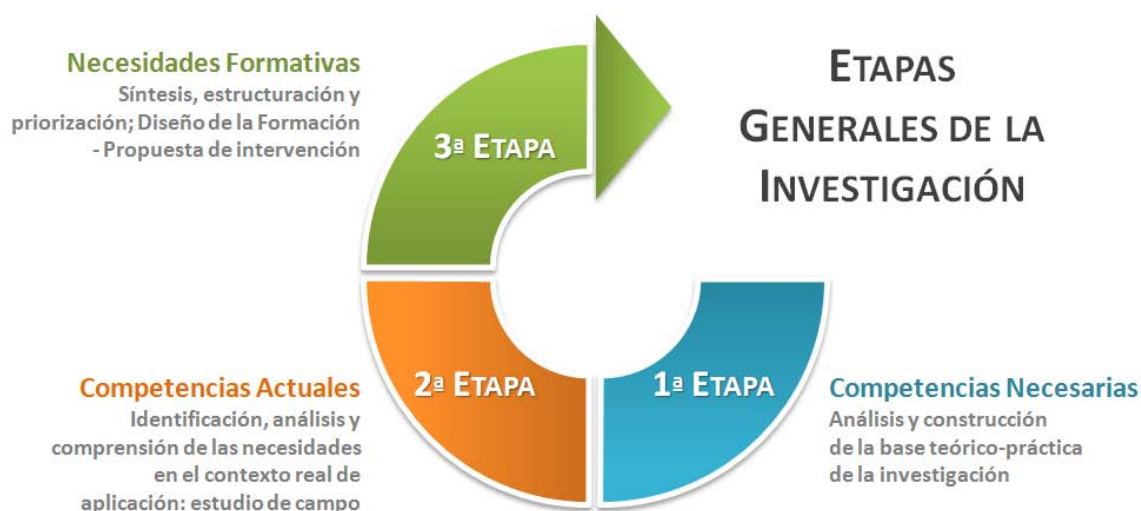 ETAPAS
GENERALES DE LA
INVESTIGACIÓN
Necesidades Formativas
Síntesis, estructuración y
priorización; Diseño de la Formación
- Propuesta de intervención
3ª ETAPA
2ª ETAPA
1ª ETAPA
Competencias Actuales
Identificación, análisis y
comprensión de las necesidades
en el contexto real de
aplicación: estudio de campo
Competencias Necesarias
Análisis y construcción
de la base teórico-práctica
de la investigación